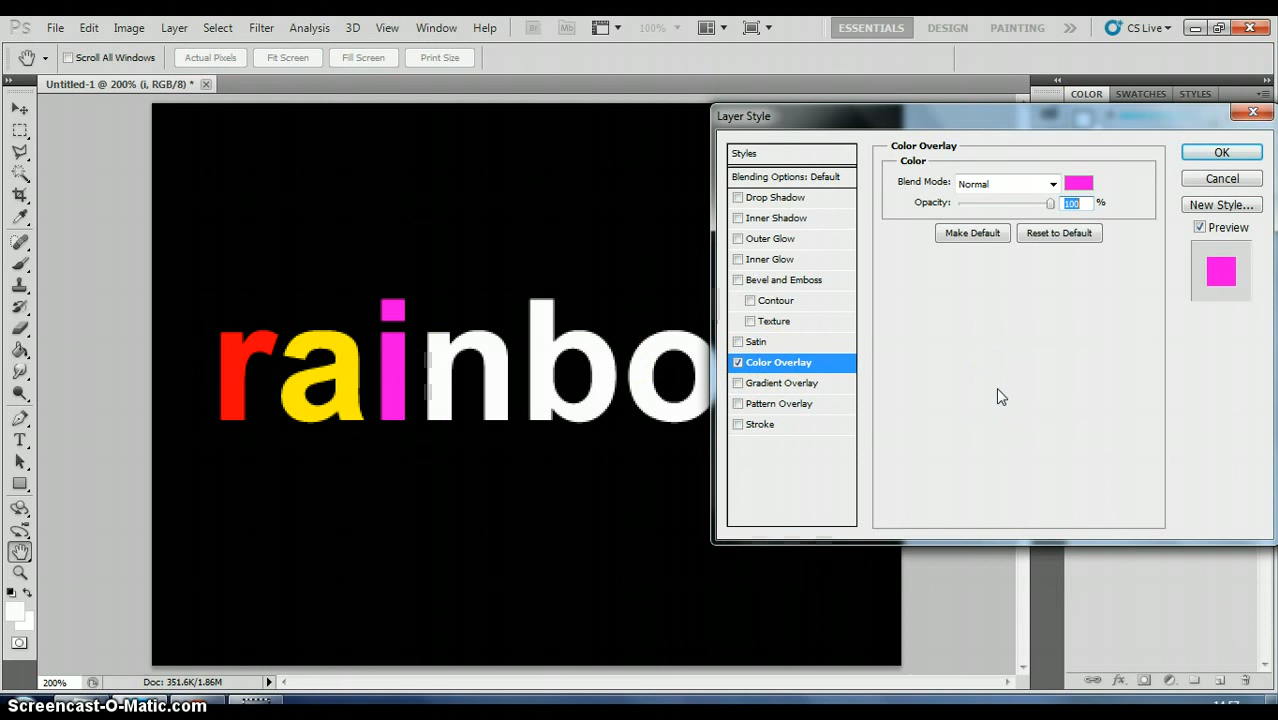 Ps File Edit Image Layer Select Filter Analysis 3D View Window Help Br Mb 100% ESSENTIALS DESIGN PAINTING CS Live
Scroll All Windows Actual Pixels Fit Screen Fill Screen Print Size
Untitled-1 @ 200% (i, RGB/8) *
COLOR SWATCHES STYLES
Layer Style
Styles
Blending Options: Default
Drop Shadow
Inner Shadow
Outer Glow
Inner Glow
Bevel and Emboss
Contour
Texture
Satin
Color Overlay
Gradient Overlay
Pattern Overlay
Stroke
Color Overlay
Color
Blend Mode: Normal
Opacity: 100 %
Make Default Reset to Default
OK
Cancel
New Style...
Preview
rainbo
200% Doc: 351.6K/1.86M
Screencast-O-Matic.com